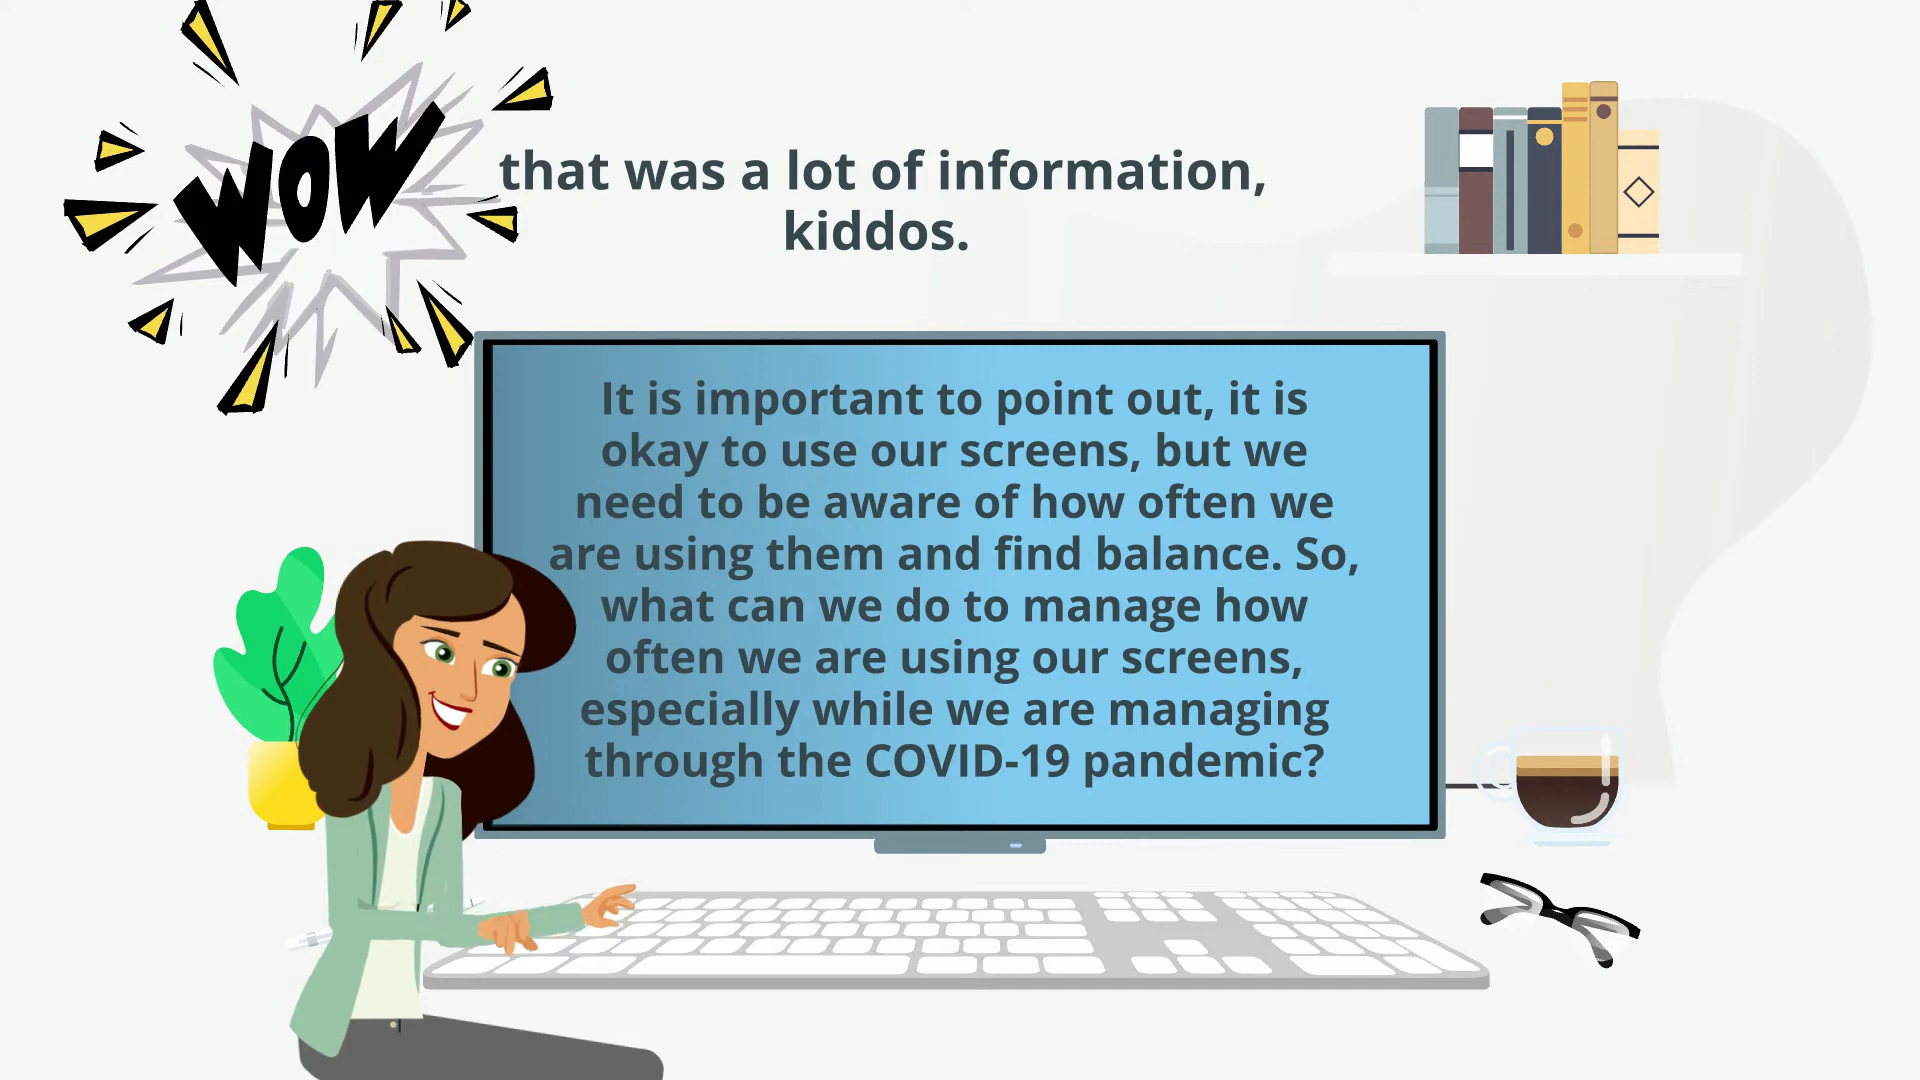 WOW
that was a lot of information,
kiddos.
It is important to point out, it is
okay to use our screens, but we
need to be aware of how often we
are using them and find balance. So,
what can we do to manage how
often we are using our screens,
especially while we are managing
through the COVID-19 pandemic?